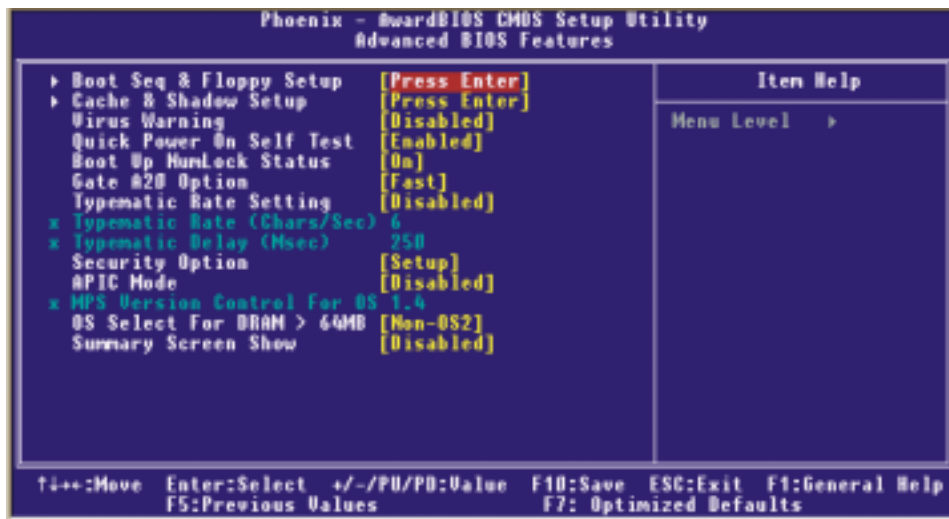 Phoenix - AwardBIOS CMOS Setup Utility
Advanced BIOS Features
Boot Seq & Floppy Setup [Press Enter]
Cache & Shadow Setup [Press Enter]
Virus Warning [Disabled]
Quick Power On Self Test [Enabled]
Boot Up NumLock Status [On]
Gate A20 Option [Fast]
Typematic Rate Setting [Disabled]
x Typematic Rate (Chars/Sec) 6
x Typematic Delay (Msec) 250
Security Option [Setup]
APIC Mode [Disabled]
x MPS Version Control For OS 1.4
OS Select For DRAM > 64MB [Non-OS2]
Summary Screen Show [Disabled]
Item Help
Menu Level
↑↓→←:Move Enter:Select +/-/PU/PD:Value F10:Save ESC:Exit F1:General Help
F5:Previous Values F7: Optimized Defaults